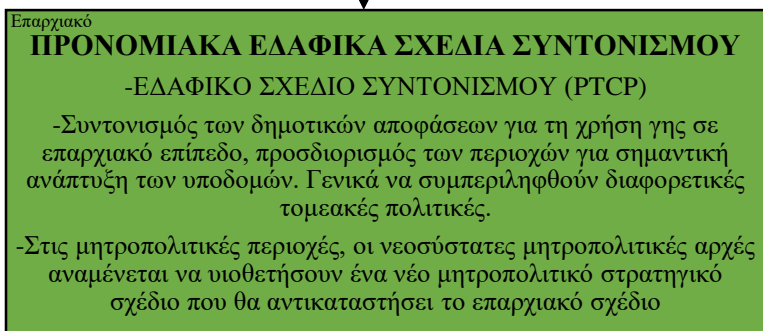 Επαρχιακό
ΠΡΟΝΟΜΙΑΚΑ ΕΔΑΦΙΚΑ ΣΧΕΔΙΑ ΣΥΝΤΟΝΙΣΜΟΥ
-ΕΔΑΦΙΚΟ ΣΧΕΔΙΟ ΣΥΝΤΟΝΙΣΜΟΥ (PTCP)
-Συντονισμός των δημοτικών αποφάσεων για τη χρήση γης σε
επαρχιακό επίπεδο, προσδιορισμός των περιοχών για σημαντική
ανάπτυξη των υποδομών. Γενικά να συμπεριληφθούν διαφορετικές
τομεακές πολιτικές.
-Στις μητροπολιτικές περιοχές, οι νεοσύστατες μητροπολιτικές αρχές
αναμένεται να υιοθετήσουν ένα νέο μητροπολιτικό στρατηγικό
σχέδιο που θα αντικαταστήσει το επαρχιακό σχέδιο